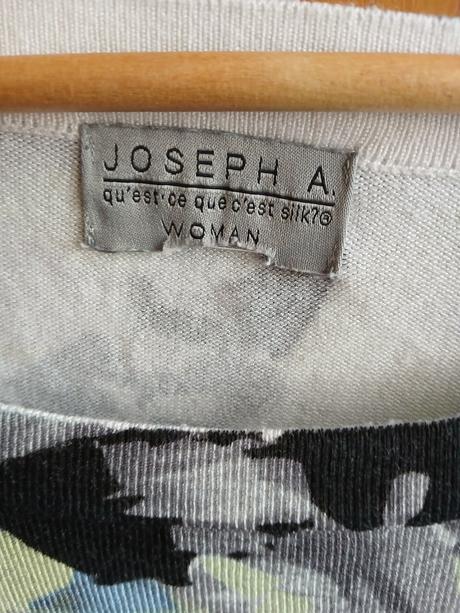 JOSEPH A.
qu'est·ce que c'est silk?®
WOMAN